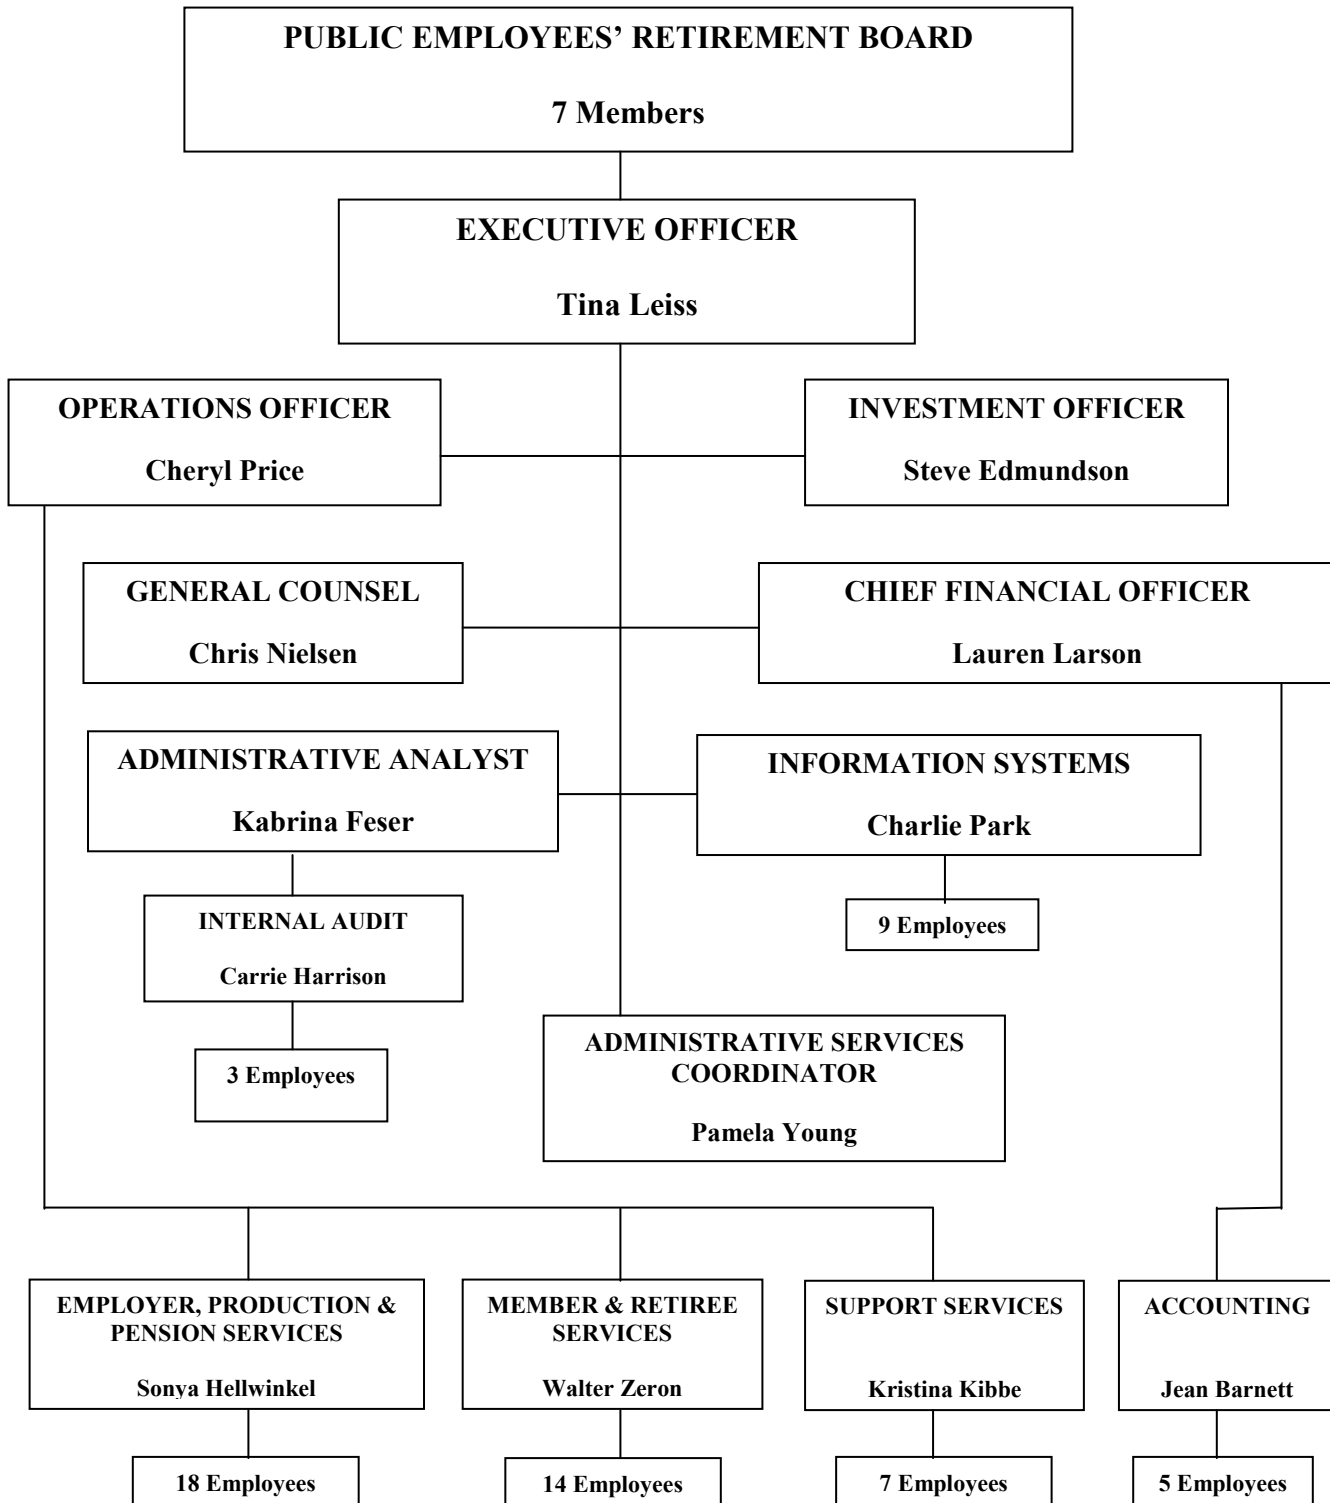 PUBLIC EMPLOYEES’ RETIREMENT BOARD
7 Members
EXECUTIVE OFFICER
Tina Leiss
OPERATIONS OFFICER
Cheryl Price
INVESTMENT OFFICER
Steve Edmundson
GENERAL COUNSEL
Chris Nielsen
CHIEF FINANCIAL OFFICER
Lauren Larson
ADMINISTRATIVE ANALYST
Kabrina Feser
INFORMATION SYSTEMS
Charlie Park
INTERNAL AUDIT
Carrie Harrison
9 Employees
3 Employees
ADMINISTRATIVE SERVICES
COORDINATOR
Pamela Young
EMPLOYER, PRODUCTION &
PENSION SERVICES
Sonya Hellwinkel
MEMBER & RETIREE
SERVICES
Walter Zeron
SUPPORT SERVICES
Kristina Kibbe
ACCOUNTING
Jean Barnett
18 Employees
14 Employees
7 Employees
5 Employees